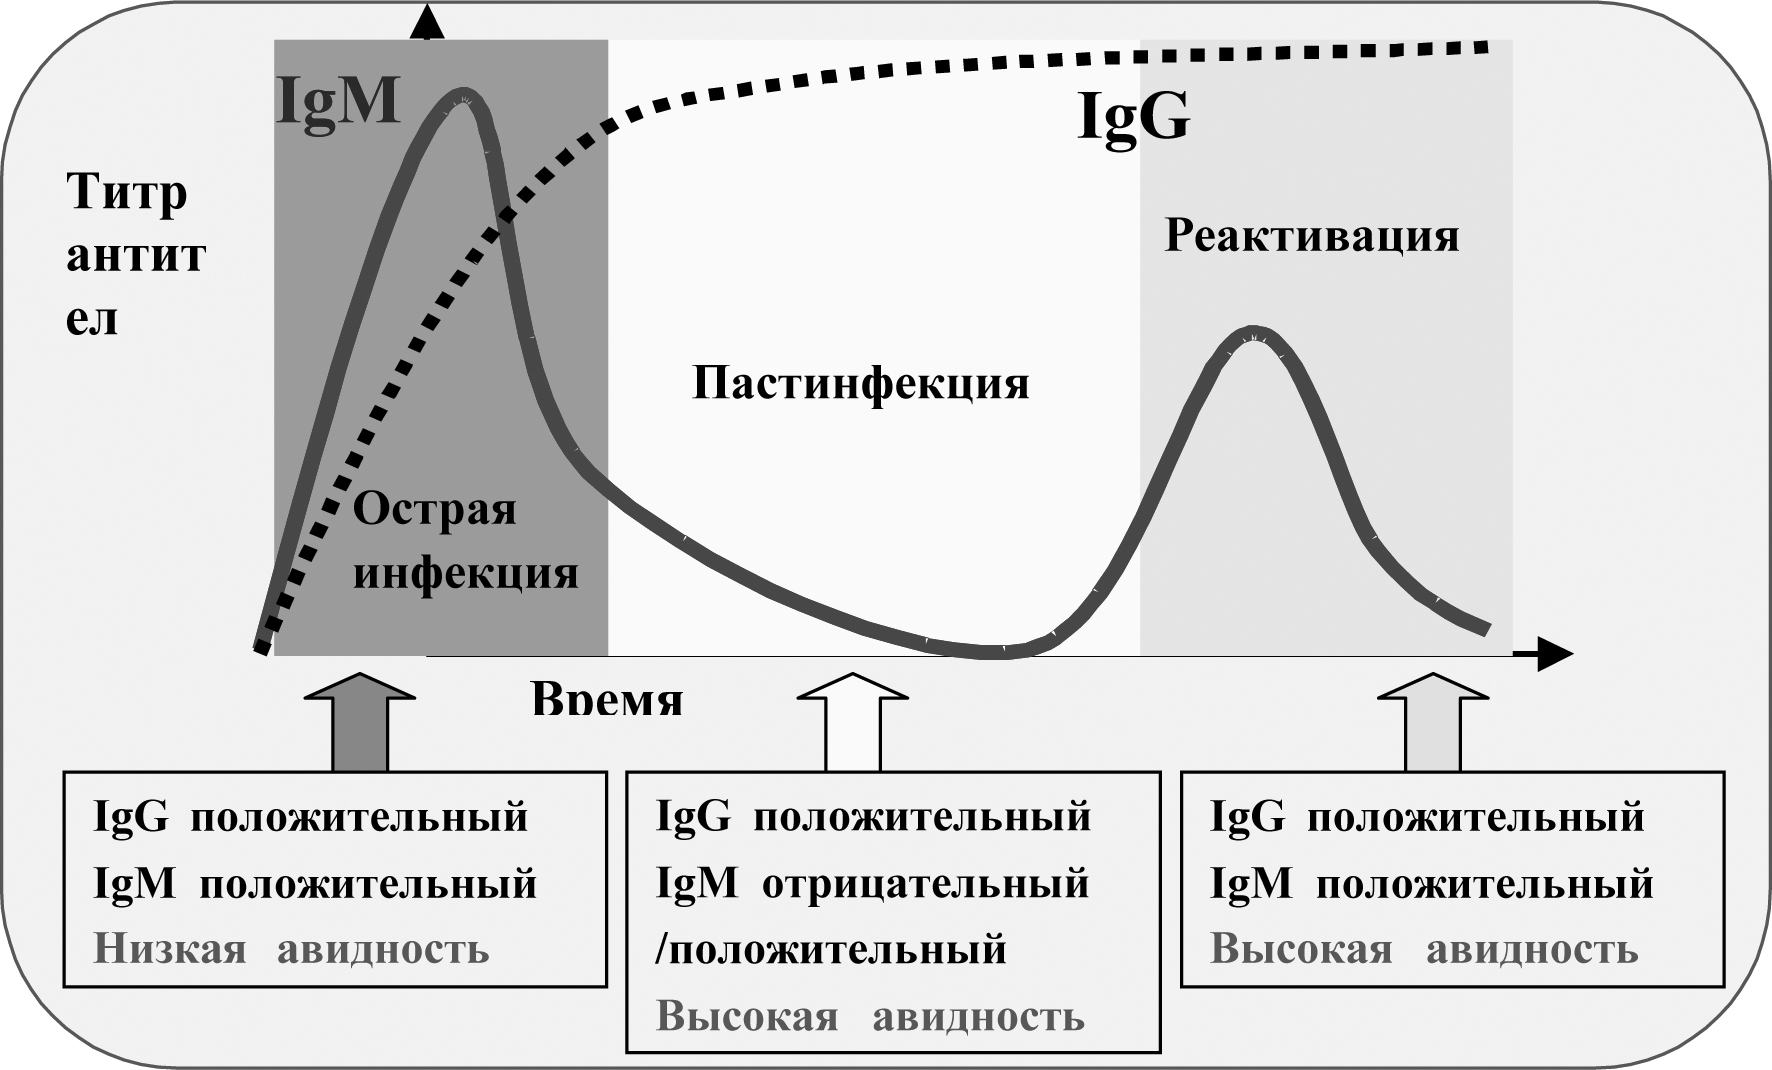 IgM
IgG
Титр
антит
ел
Реактивация
Пастинфекция
Острая
инфекция
Время
IgG положительный
IgM положительный
Низкая авидность
IgG положительный
IgM отрицательный
/положительный
Высокая авидность
IgG положительный
IgM положительный
Высокая авидность